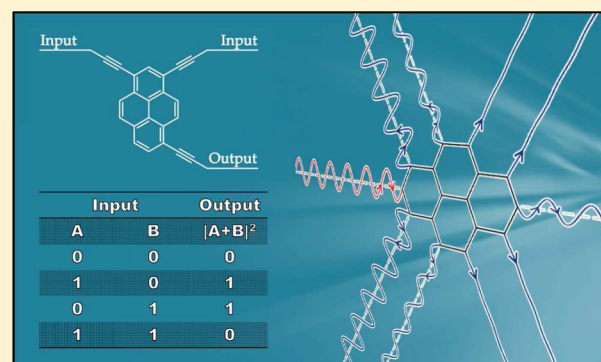 Input Input
Output
Input Output
A B |A+B|²
0 0 0
1 0 1
0 1 1
1 1 0